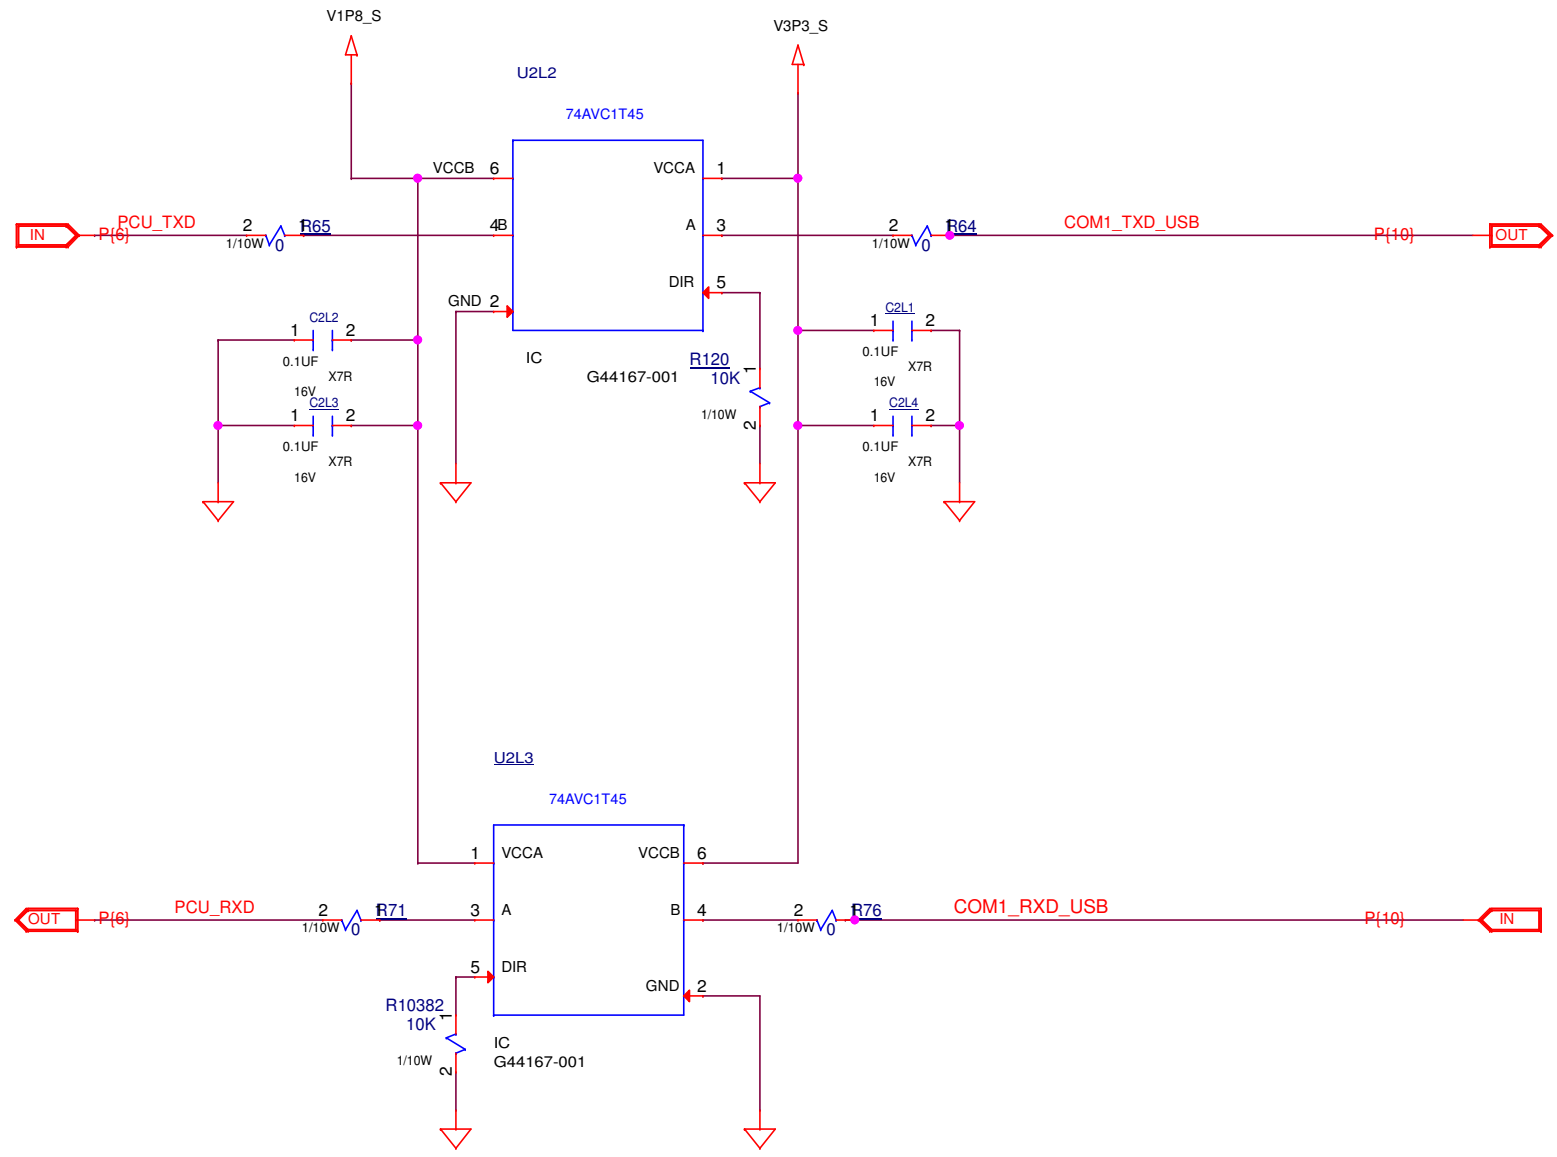 V1P8_S
V3P3_S
U2L2
74AVC1T45
VCCB 6
VCCA 1
IN
P{6}
PCU_TXD
2
1
R65
1/10W
0
4
B
A 3
2
1
R64
1/10W
0
COM1_TXD_USB
P{10}
OUT
DIR 5
GND 2
C2L2
1 2
0.1UF
X7R
16V
C2L3
1 2
0.1UF
X7R
16V
IC
G44167-001
R120
10K
1
1/10W
2
C2L1
1 2
0.1UF
X7R
16V
C2L4
1 2
0.1UF
X7R
16V
U2L3
74AVC1T45
1 VCCA
VCCB 6
OUT
P{6}
PCU_RXD
2
1
R71
1/10W
0
3 A
B 4
2
1
R76
1/10W
0
COM1_RXD_USB
P{10}
IN
5 DIR
GND 2
R10382
10K
1
1/10W
2
IC
G44167-001